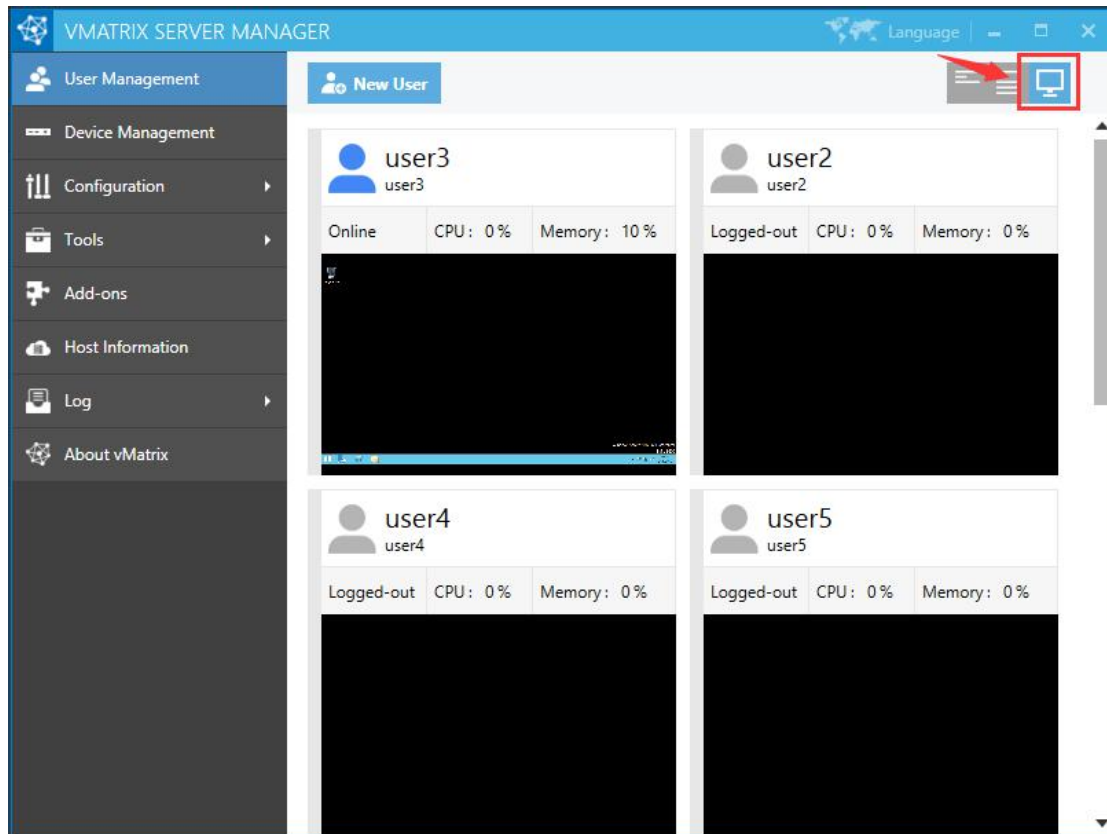 VMATRIX SERVER MANAGER
Language
User Management
Device Management
Configuration
Tools
Add-ons
Host Information
Log
About vMatrix
New User
user3
user3
Online CPU: 0% Memory: 10%
user2
user2
Logged-out CPU: 0% Memory: 0%
user4
user4
Logged-out CPU: 0% Memory: 0%
user5
user5
Logged-out CPU: 0% Memory: 0%